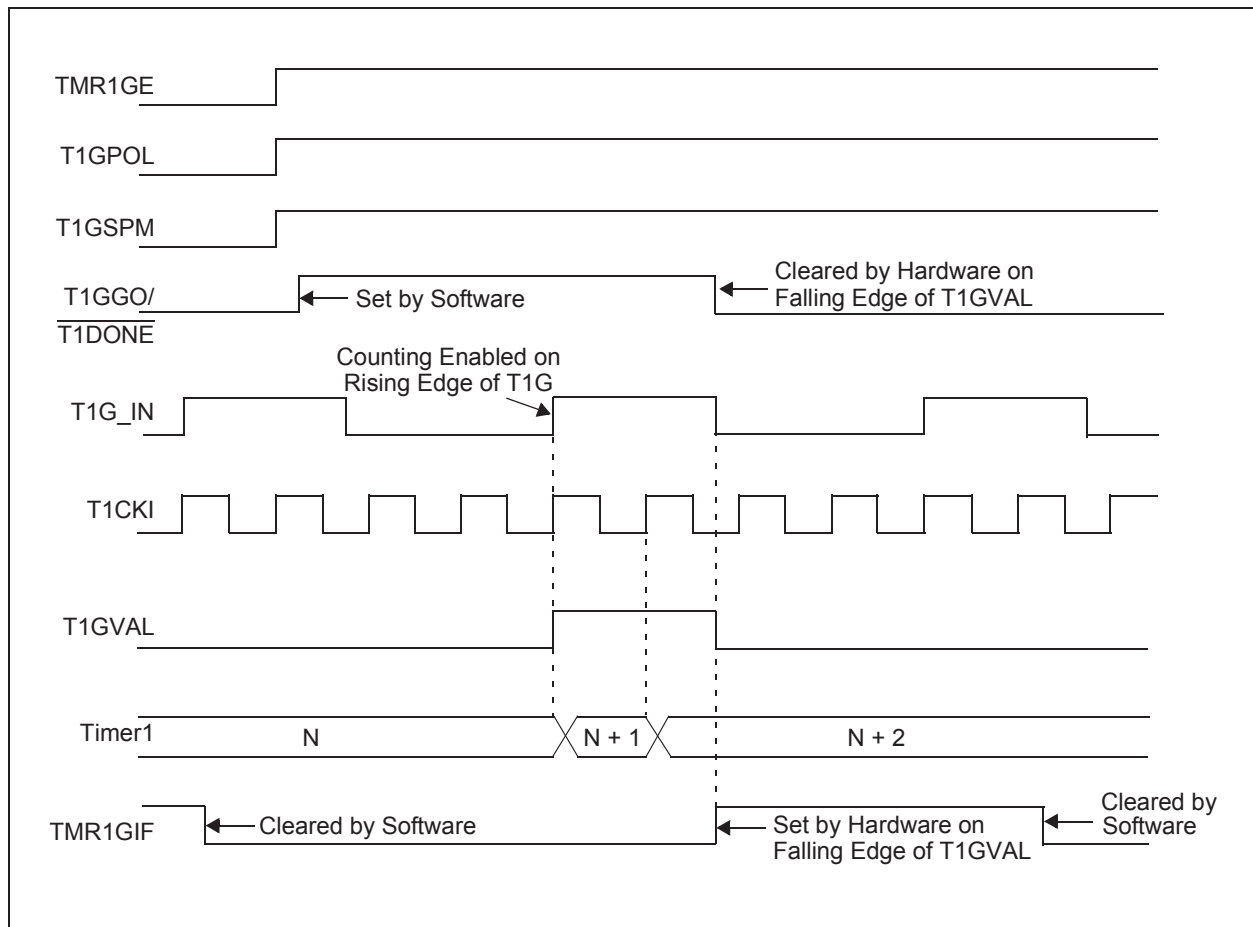 TMR1GE
T1GPOL
T1GSPM
T1GGO/
T1DONE
Set by Software
Cleared by Hardware on
Falling Edge of T1GVAL
Counting Enabled on
Rising Edge of T1G
T1G_IN
T1CKI
T1GVAL
Timer1
N
N + 1
N + 2
TMR1GIF
Cleared by Software
Set by Hardware on
Falling Edge of T1GVAL
Cleared by
Software